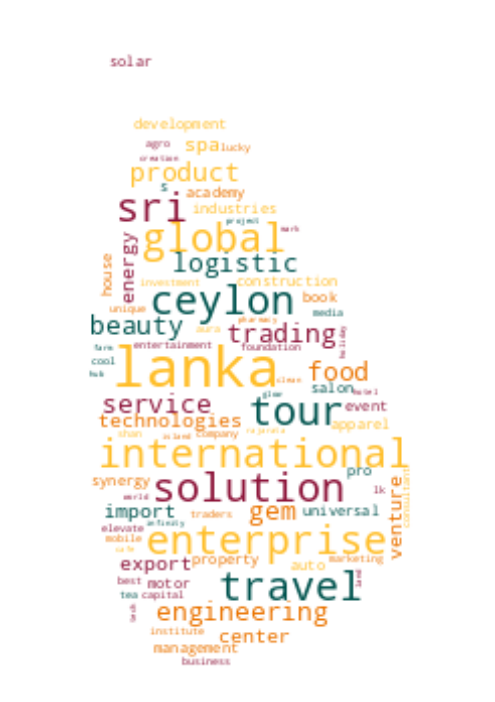 solar
development
agro
spa
lucky
creation
product
s
academy
sri
industries
project
mark
global
energy
logistic
house
investment
construction
ceylon
book
unique
media
pharmacy
beauty
aura
trading
holiday
farm
entertainment
foundation
cool
lanka
food
hub
clean
salon
hotel
glow
service
tour
event
technologies
apparel
shan
island
company
rajarata
international
pro
synergy
solution
lk
consultant
world
venture
import
traders
gem
universal
elevate
infinity
mobile
enterprise
cafe
export
property
marketing
auto
best
motor
travel
land
tea
capital
engineering
institute
center
management
business